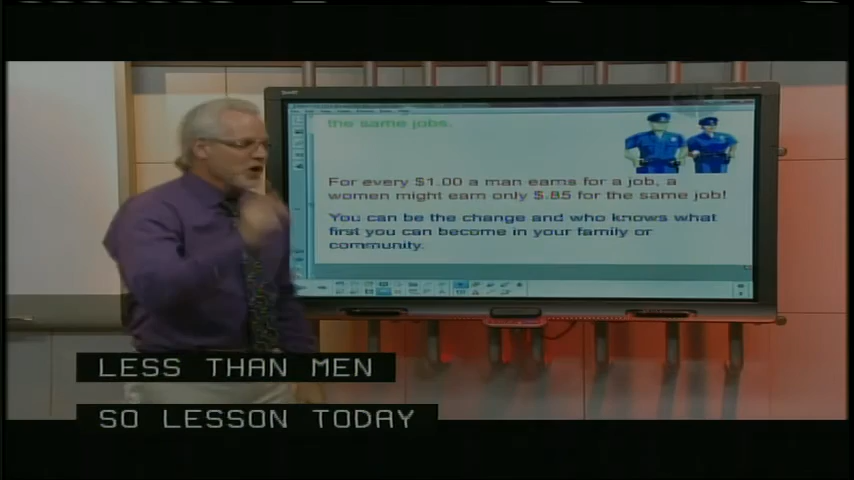 the same jobs.
For every $1.00 a man earns for a job, a
women might earn only $.85 for the same job!
You can be the change and who knows what
first you can become in your family or
community.
LESS THAN MEN
SO LESSON TODAY